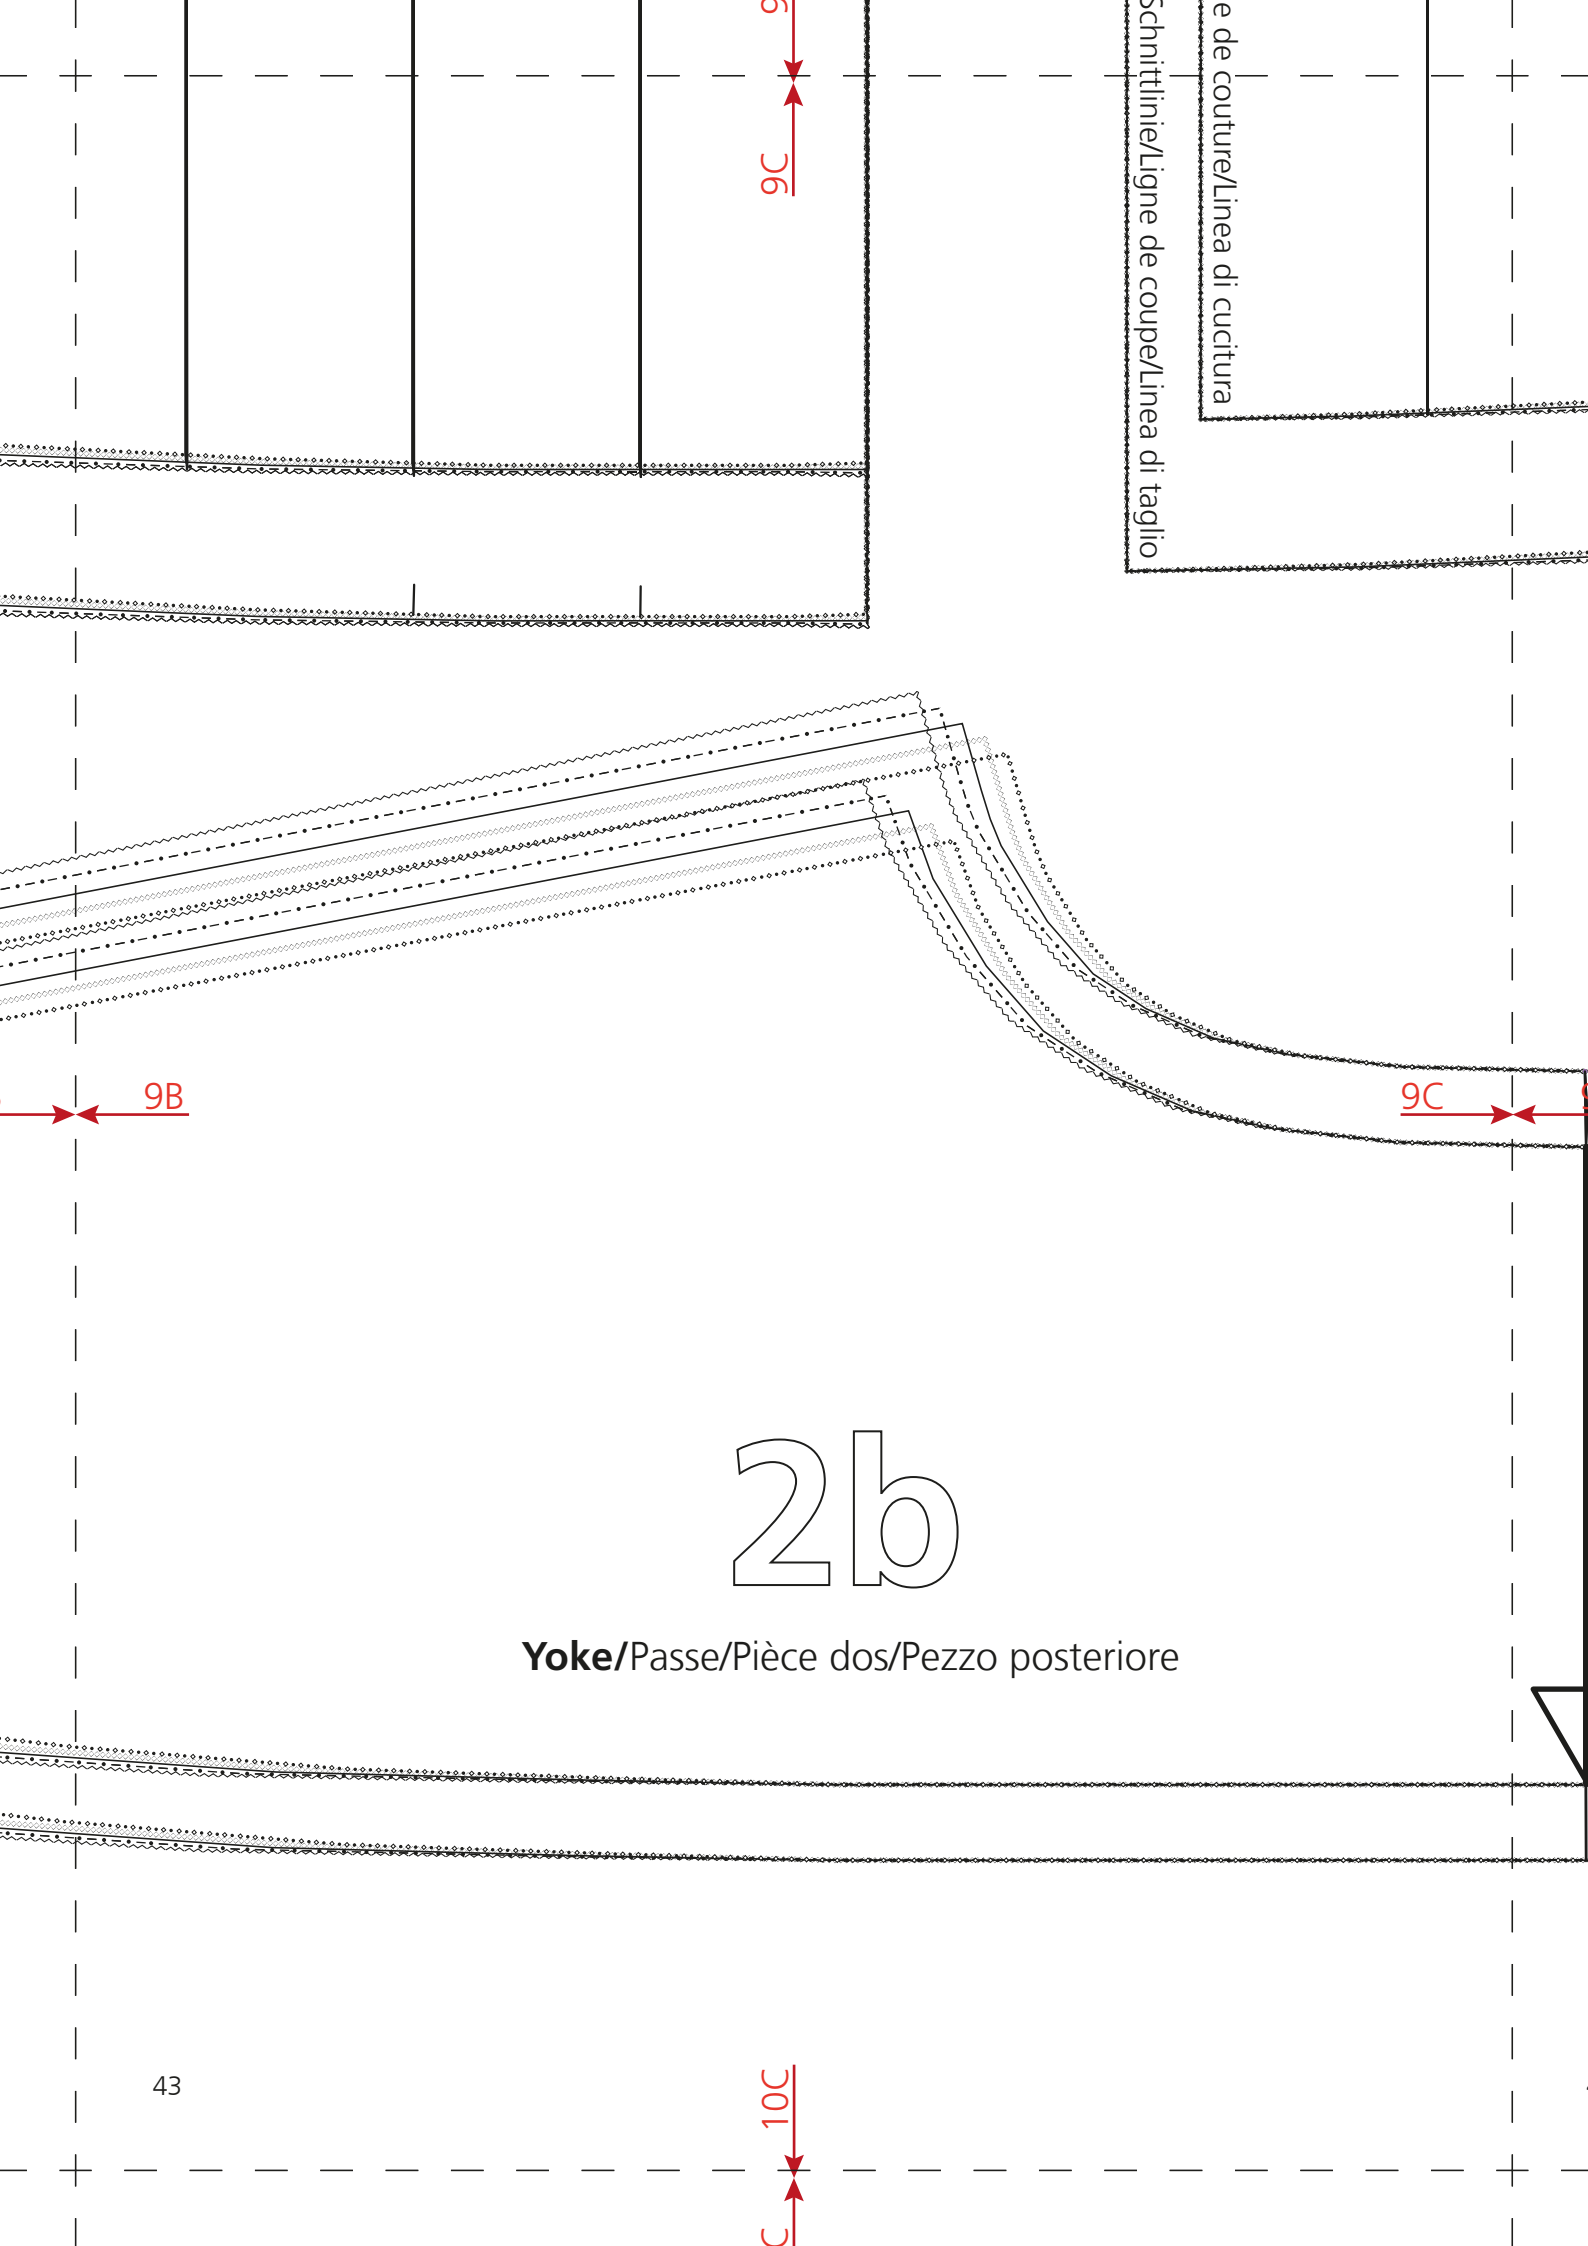 9C
Schnittlinie/Ligne de coupe/Linea di taglio
e de couture/Linea di cucitura
9B
9C
2b
Yoke/Passe/Pièce dos/Pezzo posteriore
43
10C
C